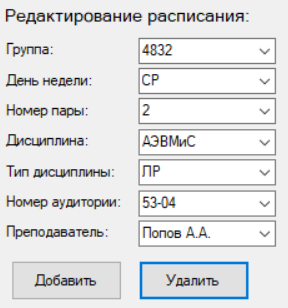 Редактирование расписания:
Группа: 4832
День недели: СР
Номер пары: 2
Дисциплина: АЭВМиС
Тип дисциплины: ЛР
Номер аудитории: 53-04
Преподаватель: Попов А.А.
Добавить Удалить